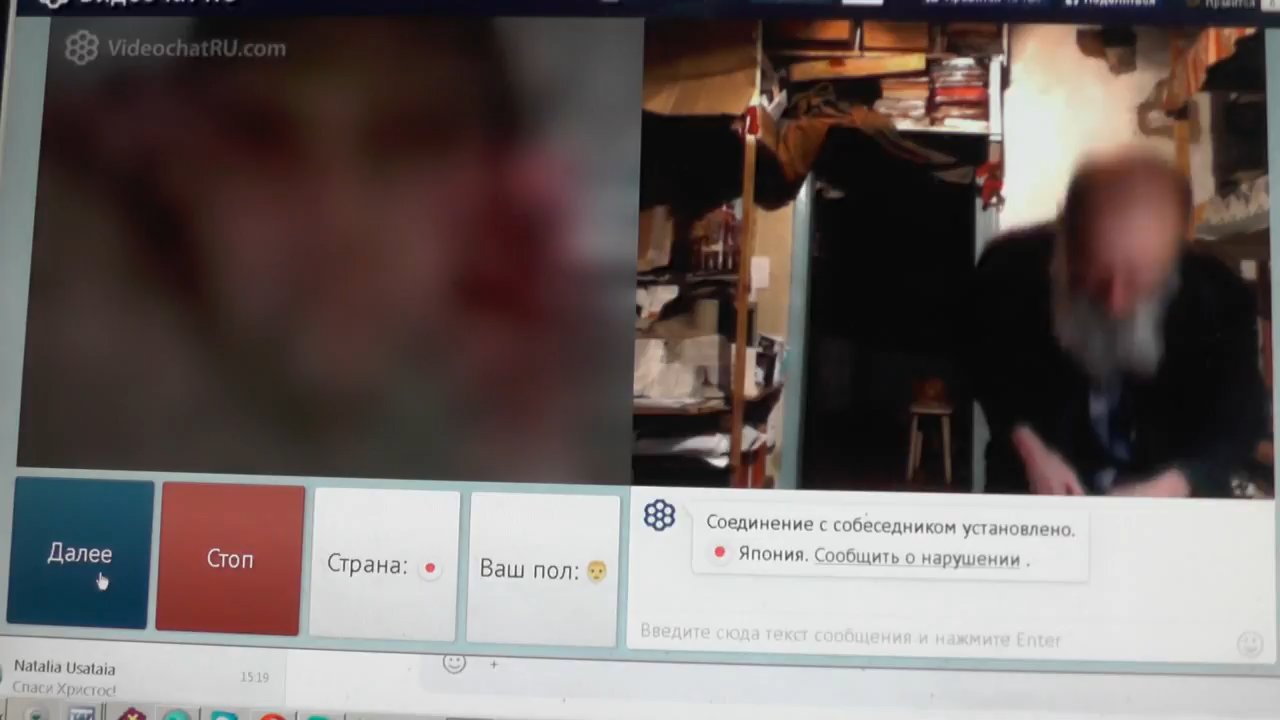 VideochatRU.com
Далее
Стоп
Страна:
Ваш пол:
Соединение с собеседником установлено.
Япония. Сообщить о нарушении .
Введите сюда текст сообщения и нажмите Enter
Natalia Usataia
15:19
Спаси Христос!